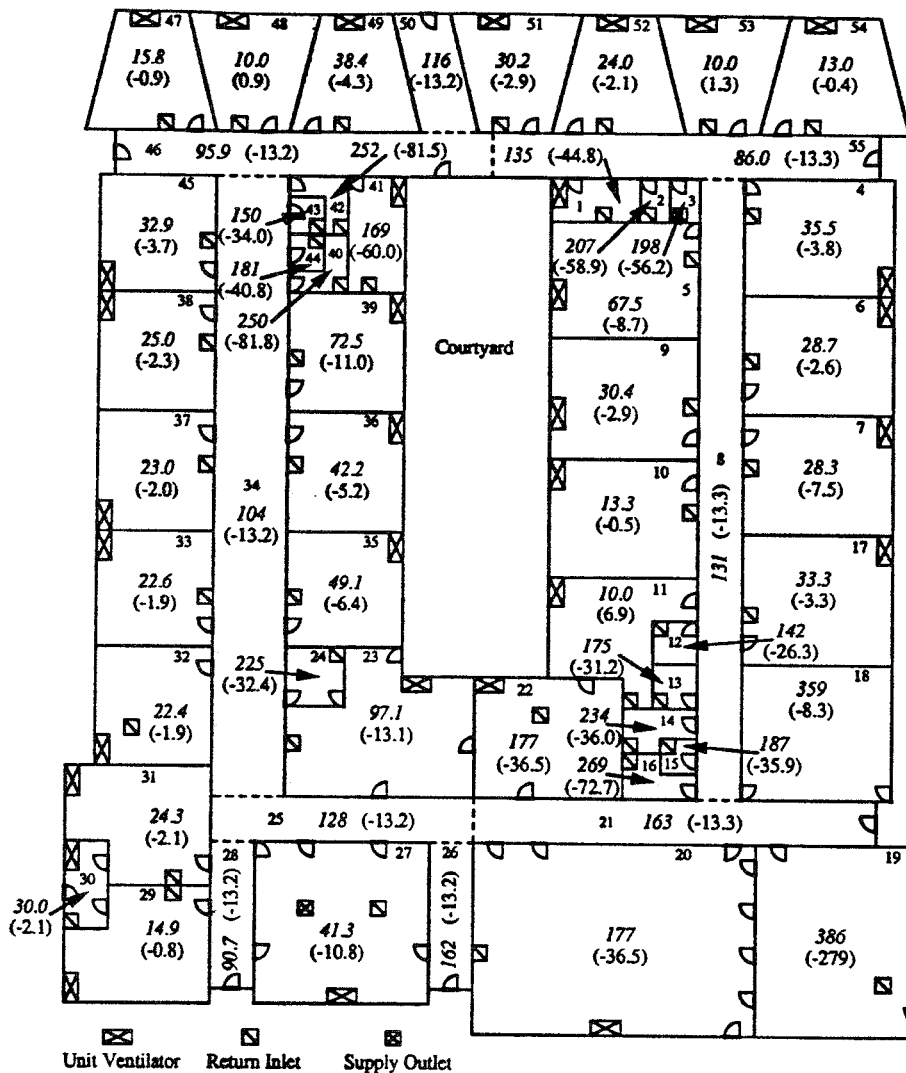 47 48 49 50 51 52 53 54
15.8 10.0 38.4 116 30.2 24.0 10.0 13.0
(-0.9) (0.9) (-4.3) (-13.2) (-2.9) (-2.1) (1.3) (-0.4)
46 95.9 (-13.2) 252 (-81.5) 135 (-44.8) 86.0 (-13.3) 55
45 41 4
150 43 42 1 2 3
(-34.0)
32.9 169 35.5
(-3.7) (-60.0) (-3.8)
181 44 40 207 198
(-40.8) (-58.9) (-56.2)
5
38 250 39 67.5 6
(-81.8) (-8.7)
25.0 72.5 Courtyard 9 28.7
(-2.3) (-11.0) (-2.6)
30.4
(-2.9)
37 36 7
23.0 42.2 10 8 28.3
(-2.0) (-5.2) (-7.5)
34
104 13.3
(-13.2) (-0.5) 131 (-13.3)
33 35 17
22.6 49.1 11 33.3
(-1.9) (-6.4) 10.0 (-3.3)
(6.9)
32 24 23 175 12 142
225 (-31.2) (-26.3)
(-32.4) 13 18
22.4 97.1 22 359
(-1.9) (-13.1) (-8.3)
177 234 14 187
(-36.5) (-36.0) (-35.9)
269 16 15
(-72.7)
31
24.3 25 128 (-13.2) 21 163 (-13.3)
(-2.1)
28 27 26 20 19
30 29 (-13.2) (-13.2)
30.0
(-2.1)
14.9 41.3 177 386
(-0.8) (-10.8) (-36.5) (-279)
90.7 162
Unit Ventilator Return Inlet Supply Outlet